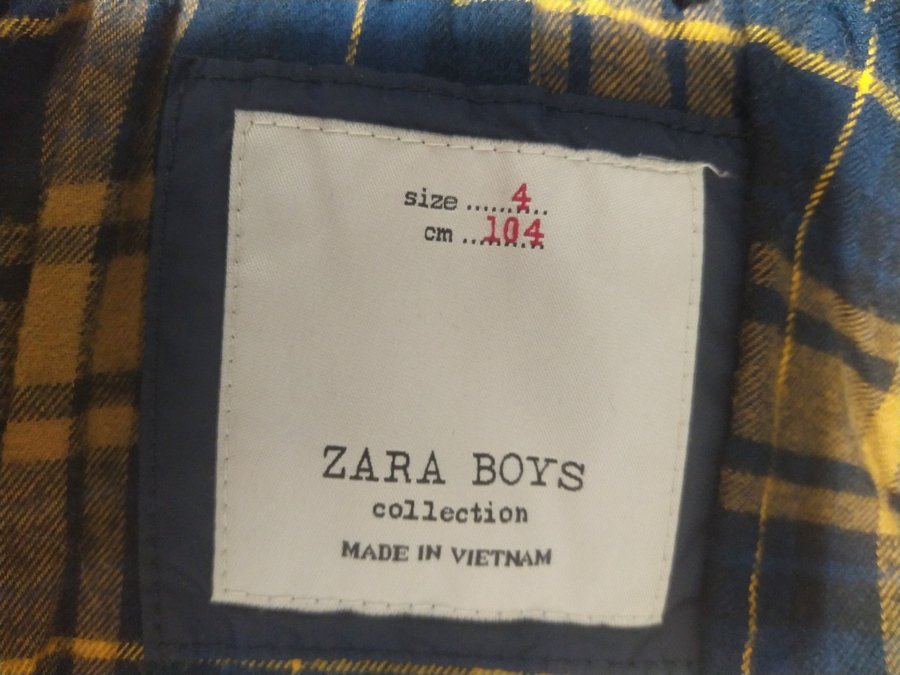 size ......4..
cm ...104
ZARA BOYS
collection
MADE IN VIETNAM